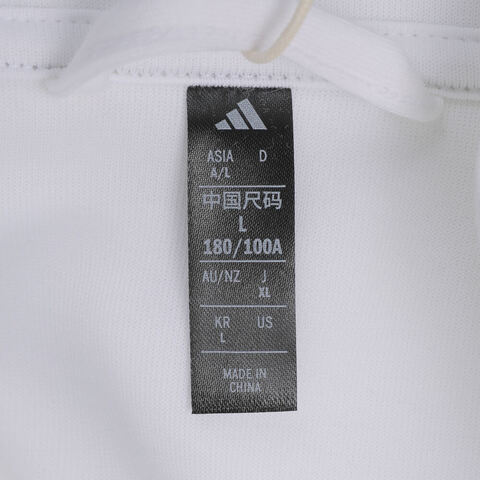 ASIA D
A/L
中国尺码
L
180/100A
AU/NZ J
XL
KR US
L
MADE IN
CHINA